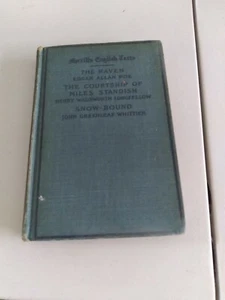 Merrill's English Texts
THE RAVEN
EDGAR ALLAN POE
THE COURTSHIP OF
MILES STANDISH
HENRY WADSWORTH LONGFELLOW
SNOW-BOUND
JOHN GREENLEAF WHITTIER